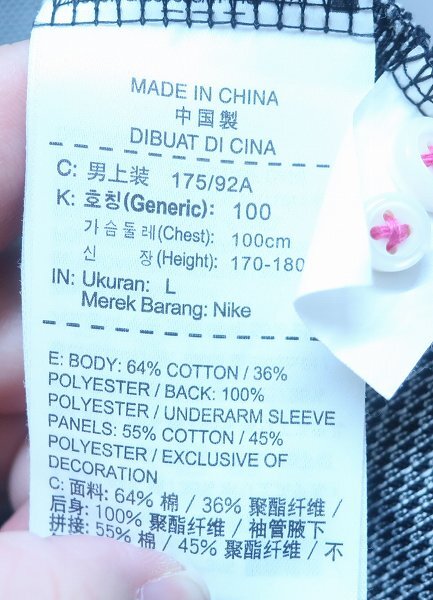 MADE IN CHINA
中国製
DIBUAT DI CINA
C: 男上装 175/92A
K: 호칭(Generic): 100
가슴둘레(Chest): 100cm
신 장(Height): 170-180
IN: Ukuran: L
Merek Barang: Nike
E: BODY: 64% COTTON / 36%
POLYESTER / BACK: 100%
POLYESTER / UNDERARM SLEEVE
PANELS: 55% COTTON / 45%
POLYESTER / EXCLUSIVE OF
DECORATION
C: 面料: 64% 棉 / 36% 聚酯纤维 /
后身: 100% 聚酯纤维 / 袖管腋下
拼接: 55% 棉 / 45% 聚酯纤维 / 不